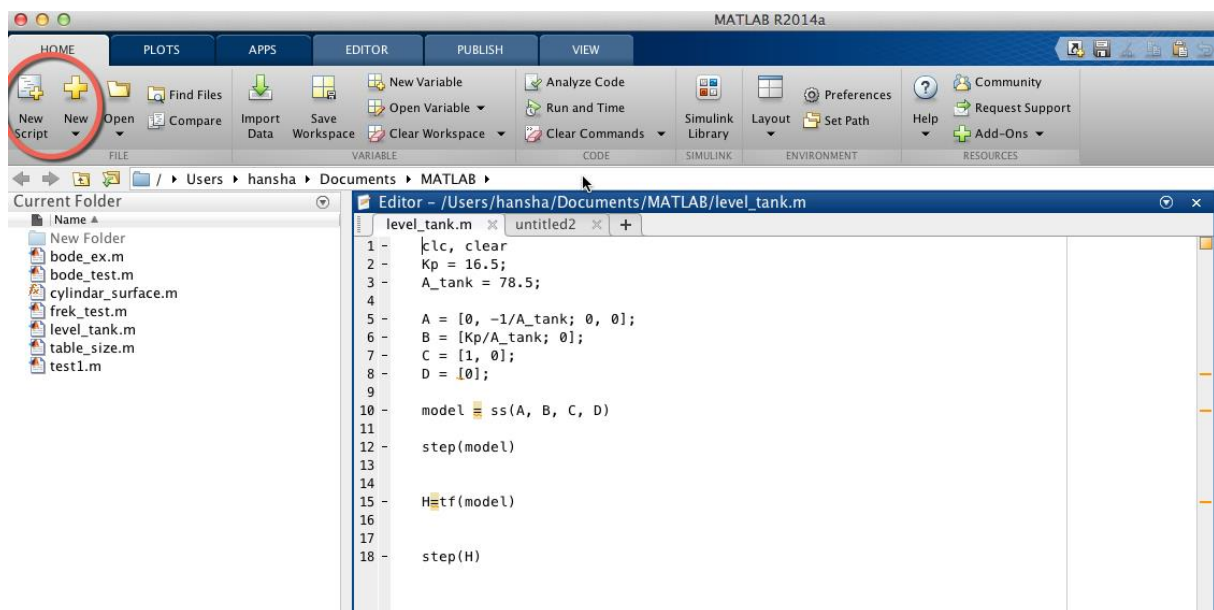 MATLAB R2014a
HOME PLOTS APPS EDITOR PUBLISH VIEW
New Script
New
Open
Find Files
Compare
Import Data
Save Workspace
New Variable
Open Variable
Clear Workspace
Analyze Code
Run and Time
Clear Commands
Simulink Library
Layout
Preferences
Set Path
Help
Community
Request Support
Add-Ons
FILE VARIABLE CODE SIMULINK ENVIRONMENT RESOURCES
/ Users hansha Documents MATLAB
Current Folder
Name
New Folder
bode_ex.m
bode_test.m
cylindar_surface.m
frek_test.m
level_tank.m
table_size.m
test1.m
Editor – /Users/hansha/Documents/MATLAB/level_tank.m
level_tank.m untitled2 +
1 - clc, clear
2 - Kp = 16.5;
3 - A_tank = 78.5;
4
5 - A = [0, -1/A_tank; 0, 0];
6 - B = [Kp/A_tank; 0];
7 - C = [1, 0];
8 - D = [0];
9
10 - model = ss(A, B, C, D)
11
12 - step(model)
13
14
15 - H=tf(model)
16
17
18 - step(H)